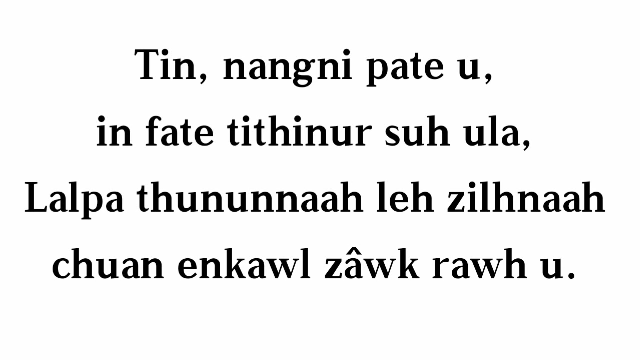 Tin, nangni pate u,
in fate tithinur suh ula,
Lalpa thununnaah leh zilhnaah
chuan enkawl zâwk rawh u.